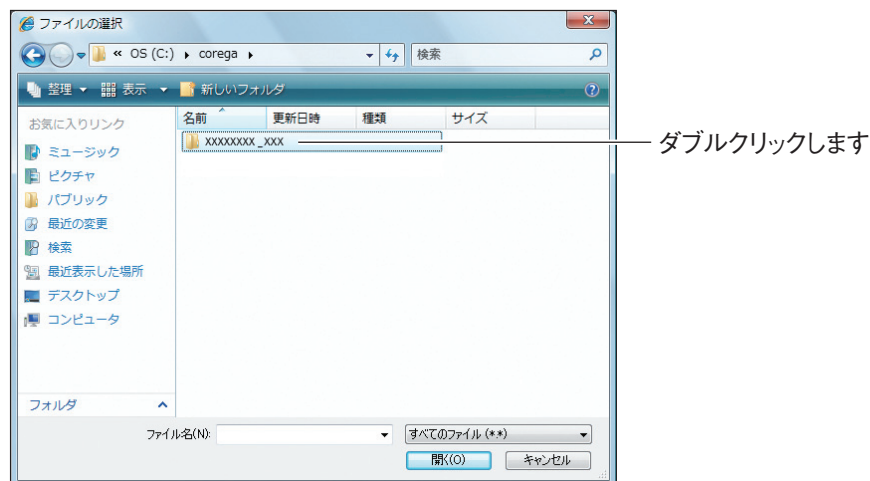 ファイルの選択
« OS (C:) ▸ corega ▸
検索
整理 表示 新しいフォルダ
お気に入りリンク
名前 更新日時 種類 サイズ
XXXXXXXX_XXX
ダブルクリックします
ミュージック
ピクチャ
パブリック
最近の変更
検索
最近表示した場所
デスクトップ
コンピュータ
フォルダ
ファイル名(N):
すべてのファイル (*.*)
開く(O) キャンセル